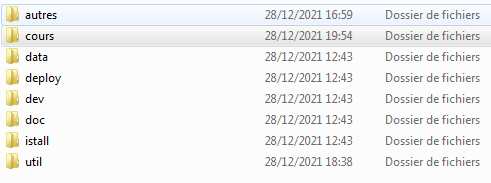 autres 28/12/2021 16:59 Dossier de fichiers
cours 28/12/2021 19:54 Dossier de fichiers
data 28/12/2021 12:43 Dossier de fichiers
deploy 28/12/2021 12:43 Dossier de fichiers
dev 28/12/2021 12:43 Dossier de fichiers
doc 28/12/2021 12:43 Dossier de fichiers
istall 28/12/2021 12:43 Dossier de fichiers
util 28/12/2021 18:38 Dossier de fichiers